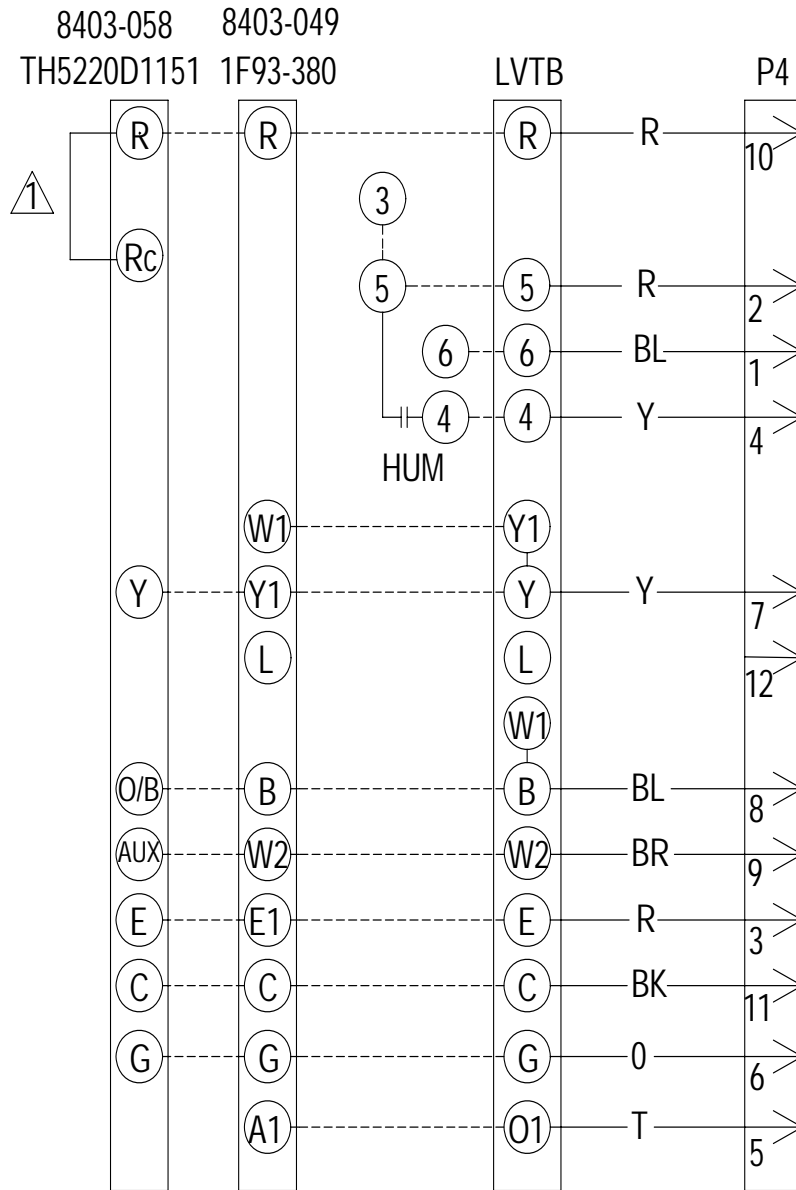 8403-058 8403-049
TH5220D1151 1F93-380 LVTB P4
R R R R 10
1
3
Rc
5 5 R 2
6 6 BL 1
4 4 Y 4
HUM
W1 Y1
Y Y1 Y Y 7
L L 12
W1
O/B B B BL 8
AUX W2 W2 BR 9
E E1 E R 3
C C C BK 11
G G G 0 6
A1 O1 T 5